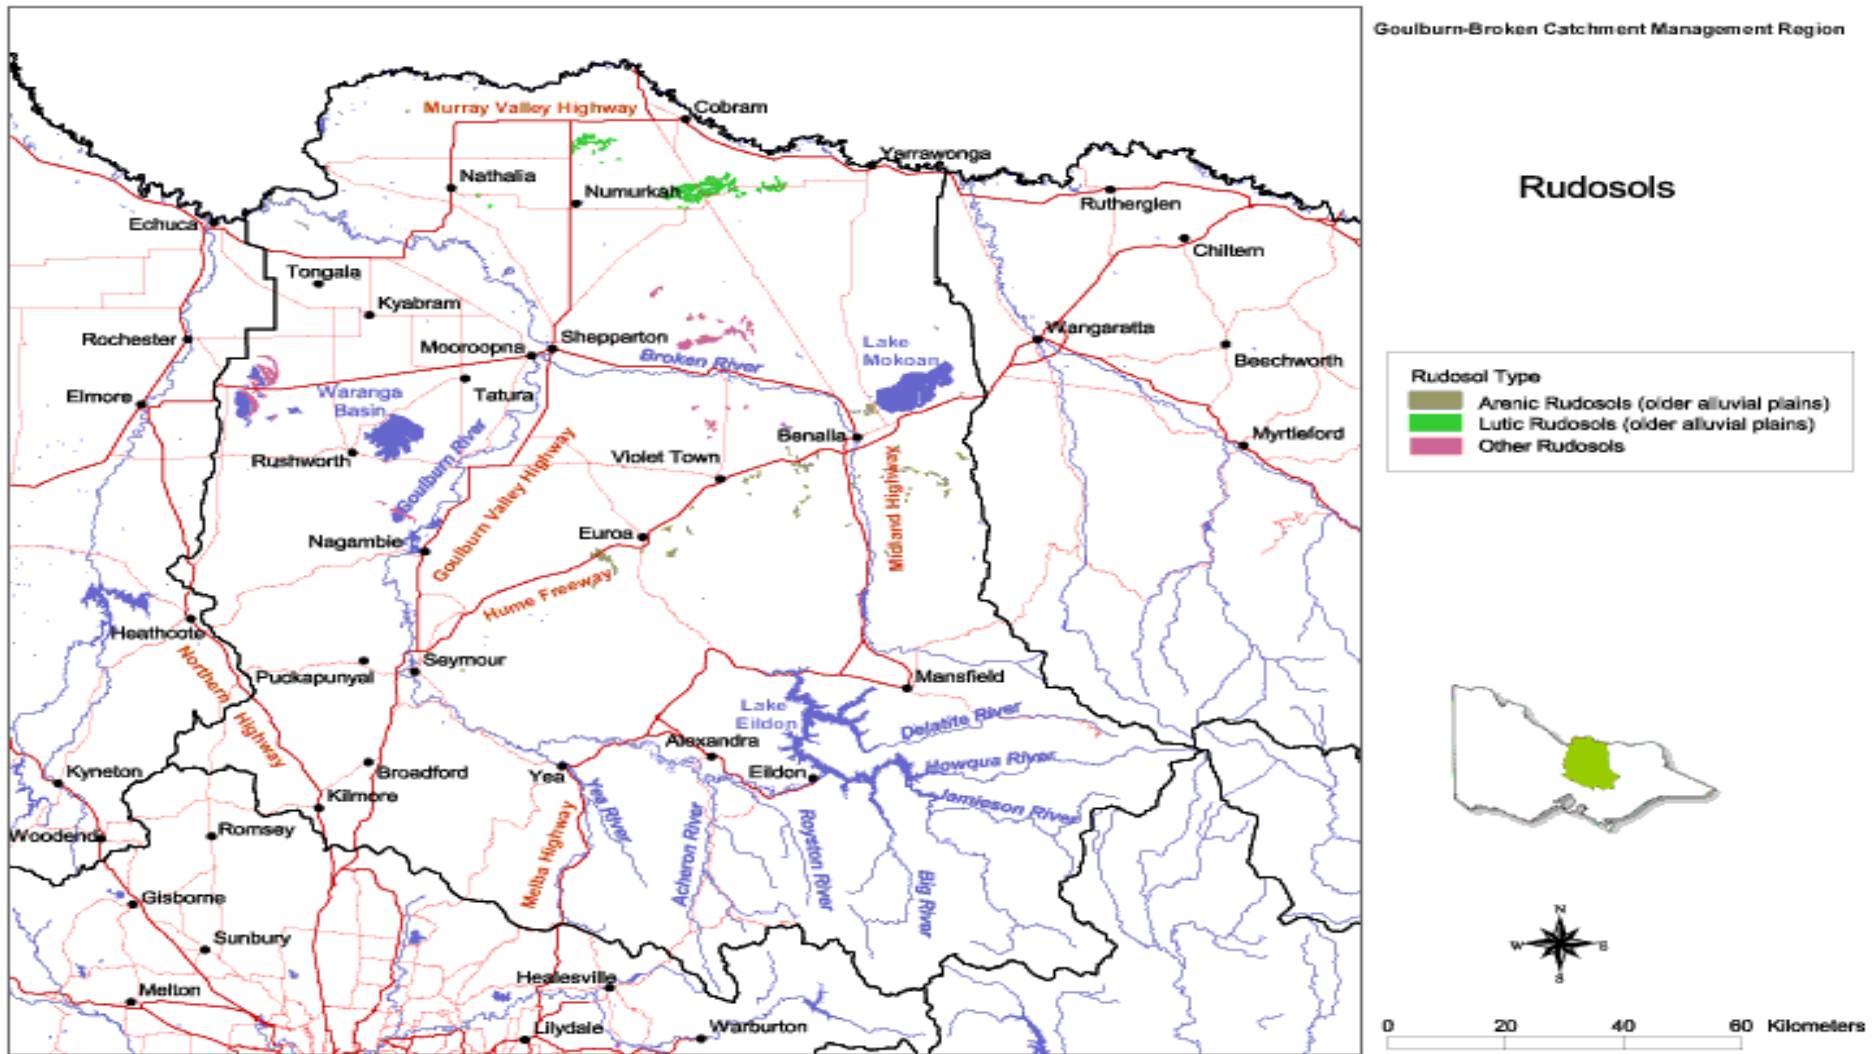 Goulburn-Broken Catchment Management Region
Rudosols
Rudosol Type
Arenic Rudosols (older alluvial plains)
Lutic Rudosols (older alluvial plains)
Other Rudosols
N
W
E
S
0 20 40 60 Kilometers
Murray Valley Highway
Cobram
Yarrawonga
Nathalia
Numurkah
Rutherglen
Echuca
Chiltern
Tongala
Kyabram
Rochester
Mooroopna
Shepparton
Broken River
Lake
Mokoan
Wangaratta
Beechworth
Elmore
Waranga
Basin
Tatura
Benalla
Myrtleford
Rushworth
Goulburn River
Goulburn Valley Highway
Violet Town
Midland Highway
Nagambie
Euroa
Hume Freeway
Heathcote
Northern Highway
Puckapunyal
Seymour
Mansfield
Lake
Eildon
Delatite River
Alexandra
Kyneton
Broadford
Yea
Eildon
Howqua River
Kilmore
Yea River
Jamieson River
Woodend
Romsey
Melba Highway
Acheron River
Royston River
Big River
Gisborne
Sunbury
Healesville
Melton
Lilydale
Warburton